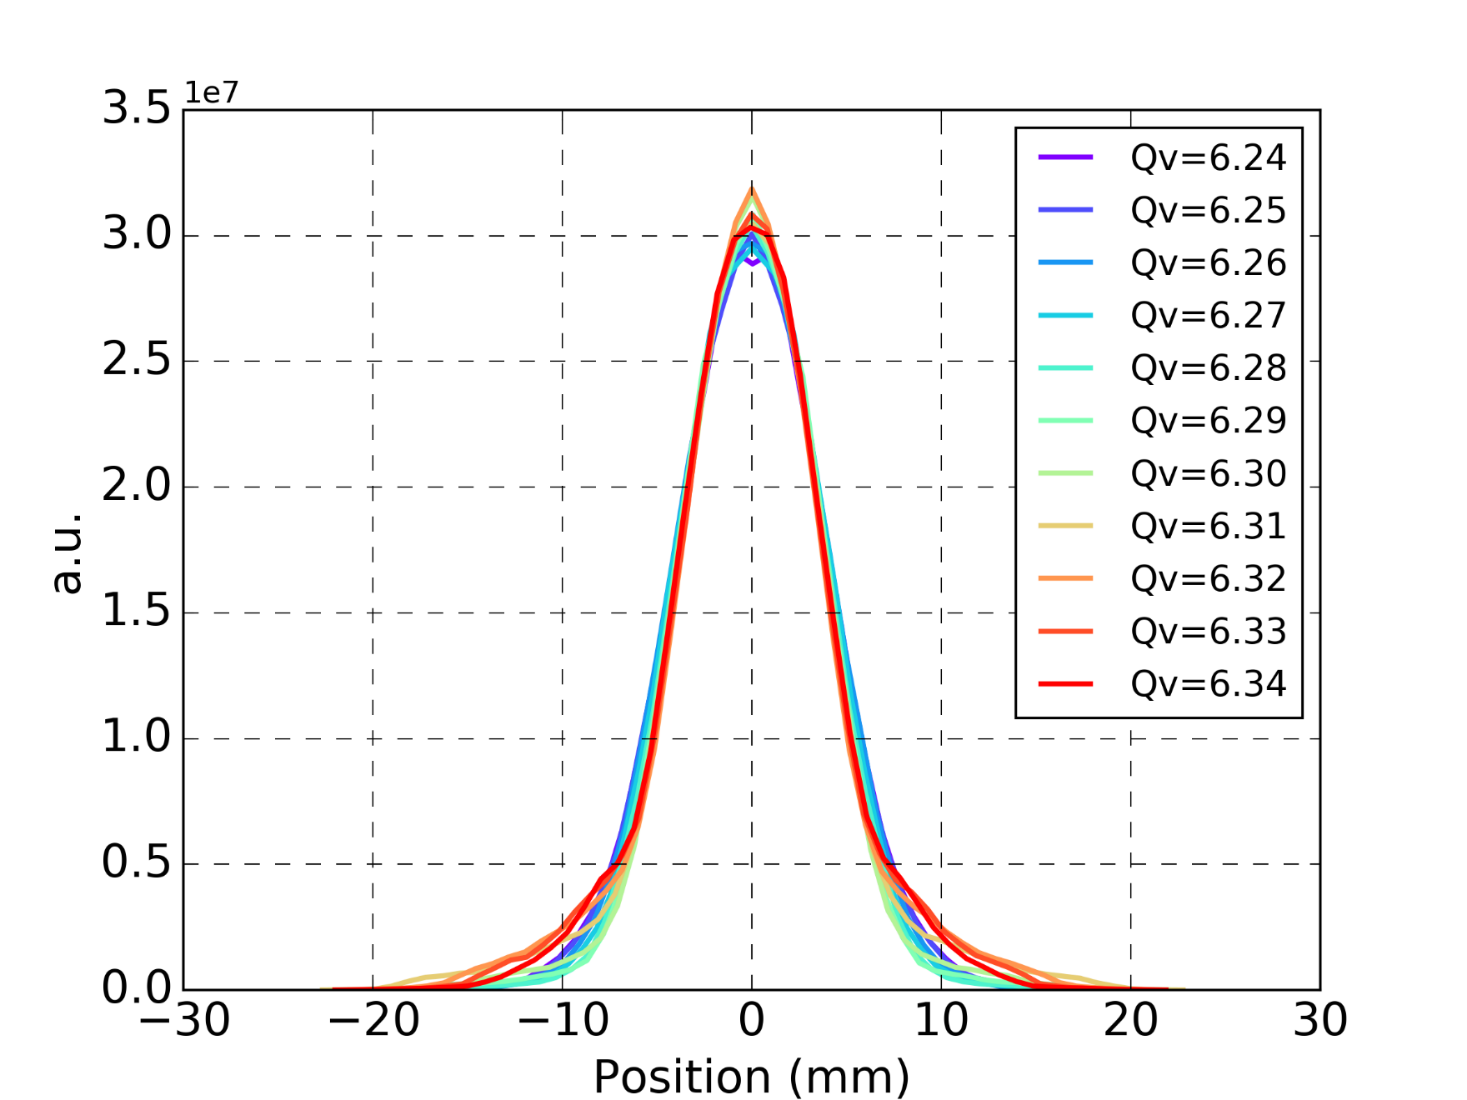 1e7
3.5
3.0
2.5
2.0
1.5
1.0
0.5
0.0
a.u.
−30 −20 −10 0 10 20 30
Position (mm)
Qv=6.24
Qv=6.25
Qv=6.26
Qv=6.27
Qv=6.28
Qv=6.29
Qv=6.30
Qv=6.31
Qv=6.32
Qv=6.33
Qv=6.34